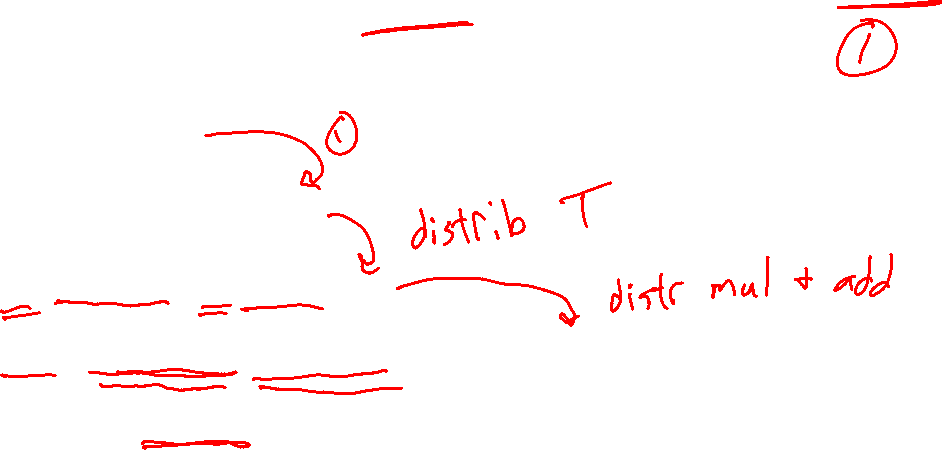 ①
①
distrib T
distr mul + add